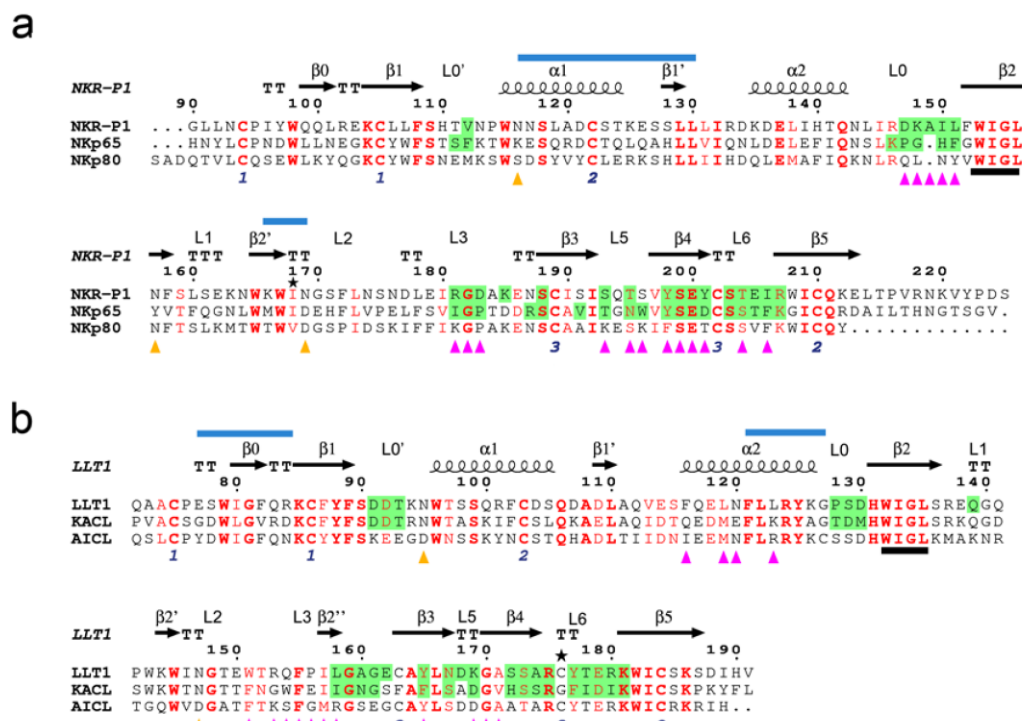 a
β0 β1 L0' α1 β1' α2 L0 β2
NKR-P1 TT TT
90 100 110 120 130 140 150
NKR-P1 ...GLLNCPIYWQQLREKCLLFSHTVNPWNNSLADCSTKESSLLLIRDKDELIHTQNLIRDKAILFWIGL
NKp65 ...HNYLCPNDWLLNEGKCYWFSTSFKTWKESQRDCTQLQAHLLVIQNLDELEFIQNSLKPG.HFGWIGL
NKp80 SADQTVLCQSEWLKYQGKCYWFSNEMKSWSDSYVYCLERKSHLLIIHDQLEMAFIQKNLRQLNYVWIGL
1 1 2
L1 β2' L2 L3 β3 L5 β4 L6 β5
NKR-P1 TTT TT TT TT TT TT
160 170 180 190 200 210 220
NKR-P1 NFSLSEKNWKWINGSFLNSNDLEIRGDAKENSCISISQTSVYSEYCSTEIRWICQKELTPVRNKVYPDS
NKp65 YVTFQGNLWMWIDEHFLVPELFSVIGPTDDRSCAVITGNWVYSEDCSSTFKGICQRDAILTHNGTSGV.
NKp80 NFTSLKMTWTWVDGSPIDSKIFFIKGPAKENSCAAIKESKIFSETCSSVFKWICQY
3 3 2
b
β0 β1 L0' α1 β1' α2 L0 β2 L1
LLT1 TT TT TT
80 90 100 110 120 130 140
LLT1 QAACPESWIGFQRKCFYFSDDTKNWTSSQRFCDSQDADLAQVESFQELNFLLRYKGPSDHWIGLSREQGQ
KACL PVACSGDWLGVRDKCFYFSDDTRNWTASKIFCSLQKAELAQIDTQEDMEFLKRYAGTDMHWIGLSRKQGD
AICL QSLCPYDWIGFQNKCYYFSKEEGDWNSSKYNCSTQHADLTIIDNIEEMNFLRRYKCSSDHWIGLKMAKNR
1 1 2
β2' L2 L3 β2'' β3 L5 β4 L6 β5
LLT1 TT TT TT
150 160 170 180 190
LLT1 PWKWINGTEWTRQFPILGAGECAYLNDKGASSARCYTERKWICSKSDIHV
KACL SWKWTNGTTFNGWFEIIGNGSFAFLSADGVHSSRGFIDIKWICSKPKYFL
AICL TGQWVDGATFTKSFGMRGSEGCAYLSDDGAATARCYTERKWICRKRIH..